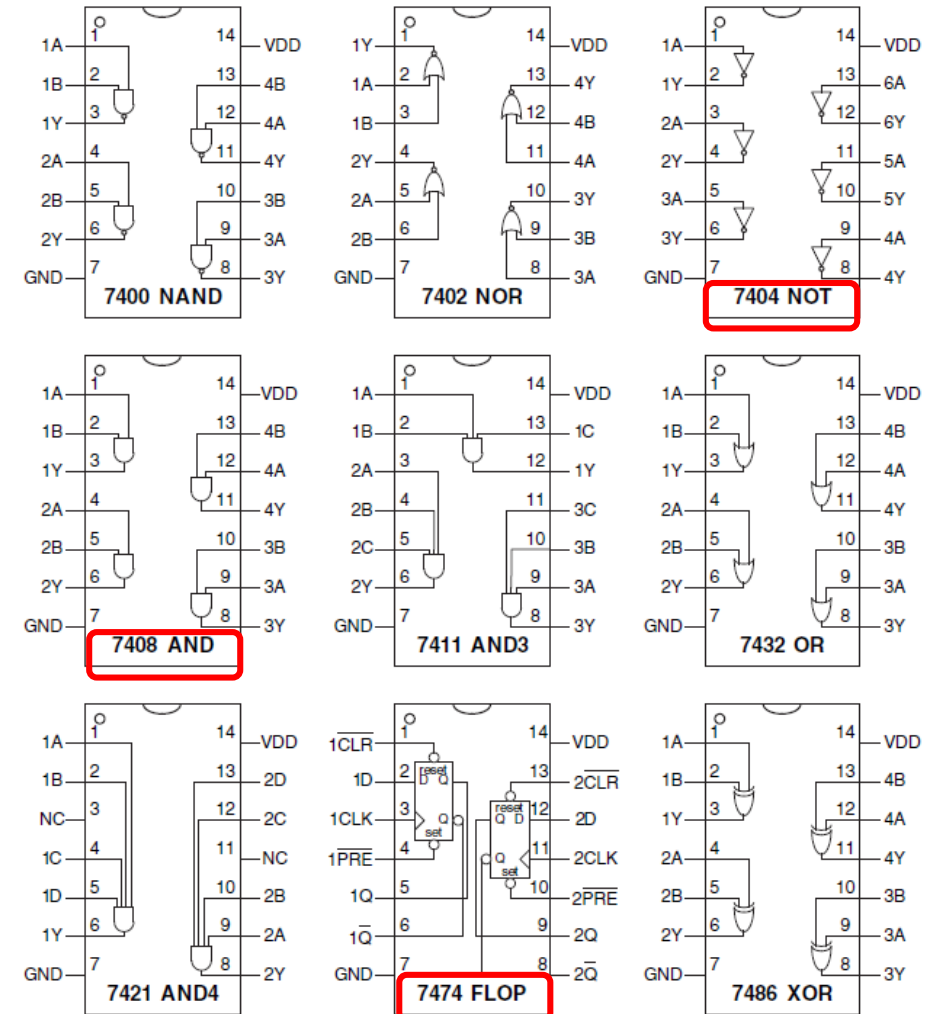 1 14
1A VDD
2 13
1B 4B
3 12
1Y 4A
4 11
2A 4Y
5 10
2B 3B
6 9
2Y 3A
7 8
GND 3Y
7400 NAND
1 14
1Y VDD
2 13
1A 4Y
3 12
1B 4B
4 11
2Y 4A
5 10
2A 3Y
6 9
2B 3B
7 8
GND 3A
7402 NOR
1 14
1A VDD
2 13
1Y 6A
3 12
2A 6Y
4 11
2Y 5A
5 10
3A 5Y
6 9
3Y 4A
7 8
GND 4Y
7404 NOT
1 14
1A VDD
2 13
1B 4B
3 12
1Y 4A
4 11
2A 4Y
5 10
2B 3B
6 9
2Y 3A
7 8
GND 3Y
7408 AND
1 14
1A VDD
2 13
1B 1C
3 12
2A 1Y
4 11
2B 3C
5 10
2C 3B
6 9
2Y 3A
7 8
GND 3Y
7411 AND3
1 14
1A VDD
2 13
1B 4B
3 12
1Y 4A
4 11
2A 4Y
5 10
2B 3B
6 9
2Y 3A
7 8
GND 3Y
7432 OR
1 14
1A VDD
2 13
1B 2D
3 12
NC 2C
4 11
1C NC
5 10
1D 2B
6 9
1Y 2A
7 8
GND 2Y
7421 AND4
1 14
1C̅L̅R̅ VDD
2 reset 13
1D D Q 2C̅L̅R̅
3 Q reset 12
1CLK set Q D 2D
4 Q 11
1P̅R̅E̅ set 2CLK
5 10
1Q 2P̅R̅E̅
6 9
1Q̅ 2Q
7 8
GND 2Q̅
7474 FLOP
1 14
1A VDD
2 13
1B 4B
3 12
1Y 4A
4 11
2A 4Y
5 10
2B 3B
6 9
2Y 3A
7 8
GND 3Y
7486 XOR